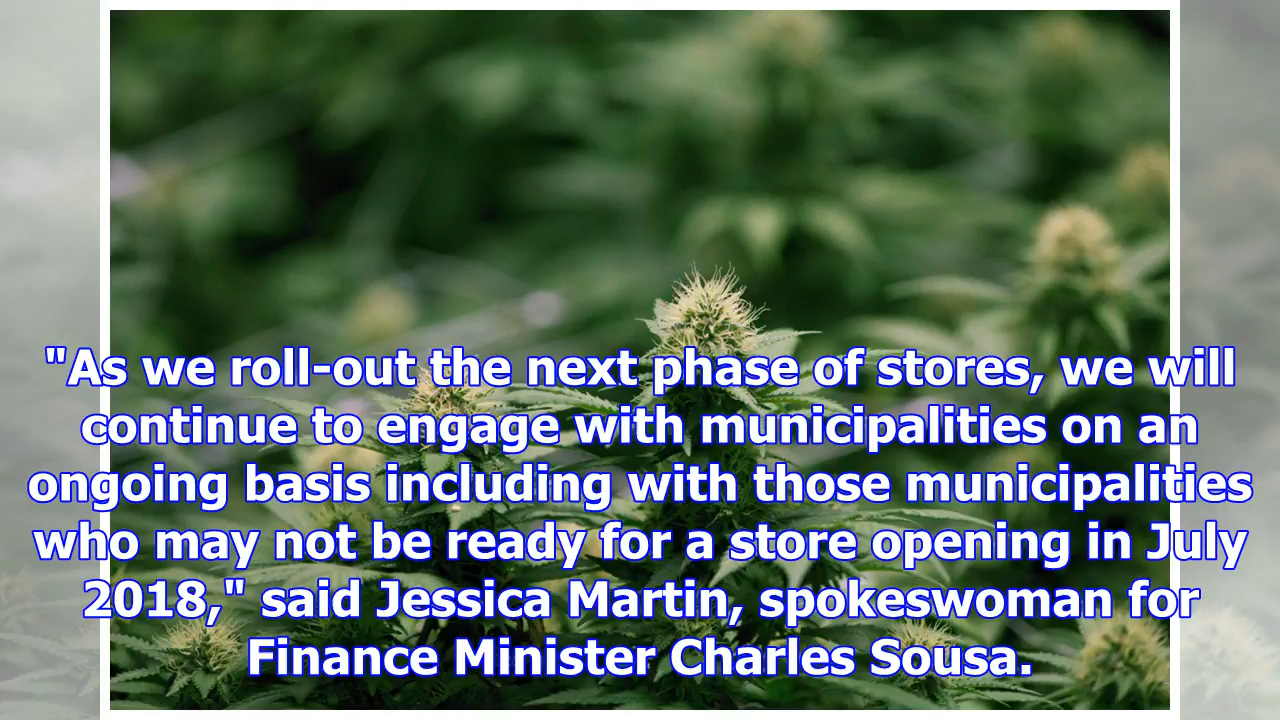 "As we roll-out the next phase of stores, we will
continue to engage with municipalities on an
ongoing basis including with those municipalities
who may not be ready for a store opening in July
2018," said Jessica Martin, spokeswoman for
Finance Minister Charles Sousa.